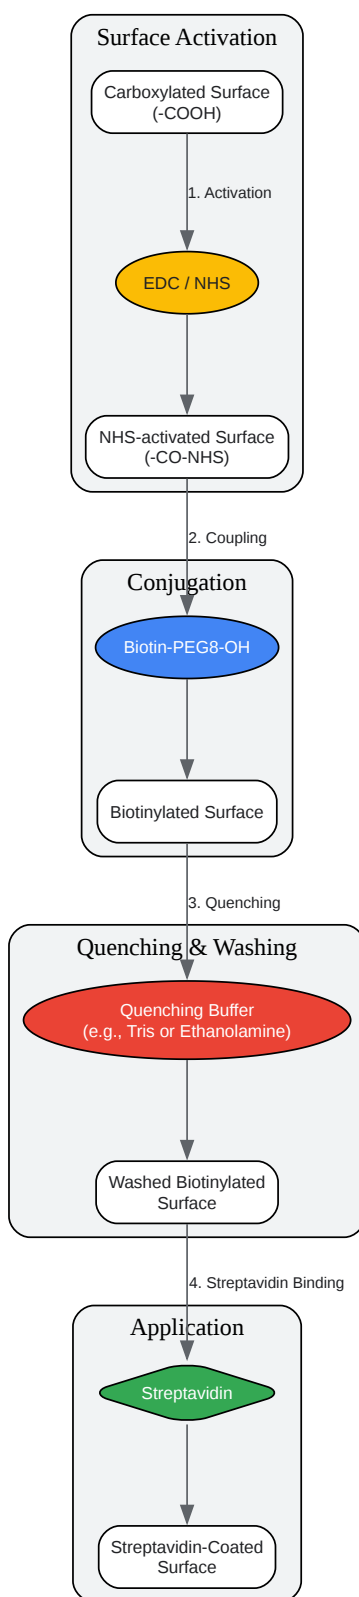 Surface Activation
Carboxylated Surface
(-COOH)
1. Activation
EDC / NHS
NHS-activated Surface
(-CO-NHS)
2. Coupling
Conjugation
Biotin-PEG8-OH
Biotinylated Surface
3. Quenching
Quenching & Washing
Quenching Buffer
(e.g., Tris or Ethanolamine)
Washed Biotinylated
Surface
4. Streptavidin Binding
Application
Streptavidin
Streptavidin-Coated
Surface